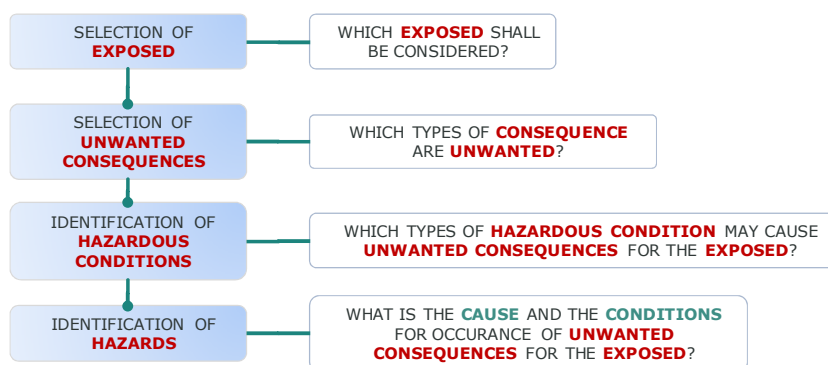 SELECTION OF
EXPOSED
WHICH EXPOSED SHALL
BE CONSIDERED?
SELECTION OF
UNWANTED
CONSEQUENCES
WHICH TYPES OF CONSEQUENCE
ARE UNWANTED?
IDENTIFICATION OF
HAZARDOUS
CONDITIONS
WHICH TYPES OF HAZARDOUS CONDITION MAY CAUSE
UNWANTED CONSEQUENCES FOR THE EXPOSED?
IDENTIFICATION OF
HAZARDS
WHAT IS THE CAUSE AND THE CONDITIONS
FOR OCCURANCE OF UNWANTED
CONSEQUENCES FOR THE EXPOSED?